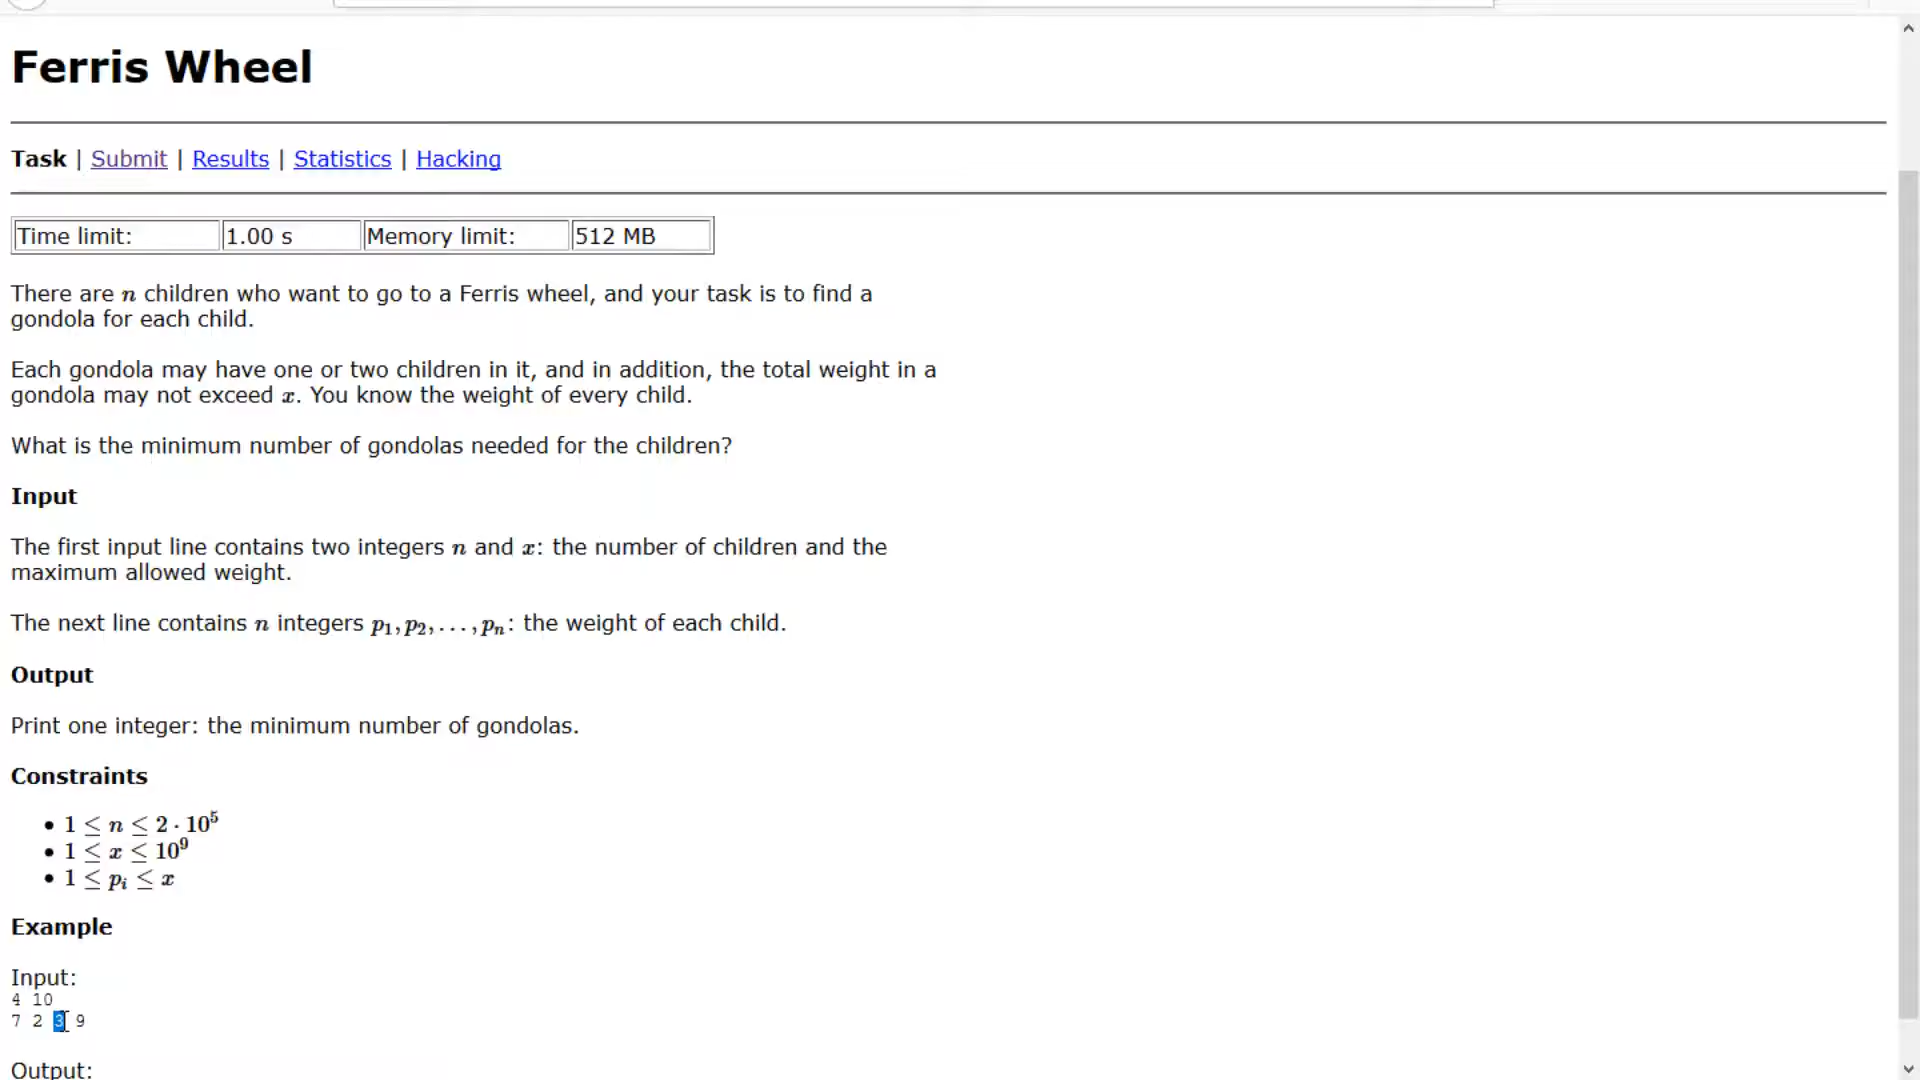 Ferris Wheel
Task | Submit | Results | Statistics | Hacking
Time limit: 1.00 s Memory limit: 512 MB
There are n children who want to go to a Ferris wheel, and your task is to find a
gondola for each child.
Each gondola may have one or two children in it, and in addition, the total weight in a
gondola may not exceed x. You know the weight of every child.
What is the minimum number of gondolas needed for the children?
Input
The first input line contains two integers n and x: the number of children and the
maximum allowed weight.
The next line contains n integers p₁, p₂, . . . , pₙ: the weight of each child.
Output
Print one integer: the minimum number of gondolas.
Constraints
• 1 ≤ n ≤ 2 · 10⁵
• 1 ≤ x ≤ 10⁹
• 1 ≤ pᵢ ≤ x
Example
Input:
4 10
7 2 3 9
Output: